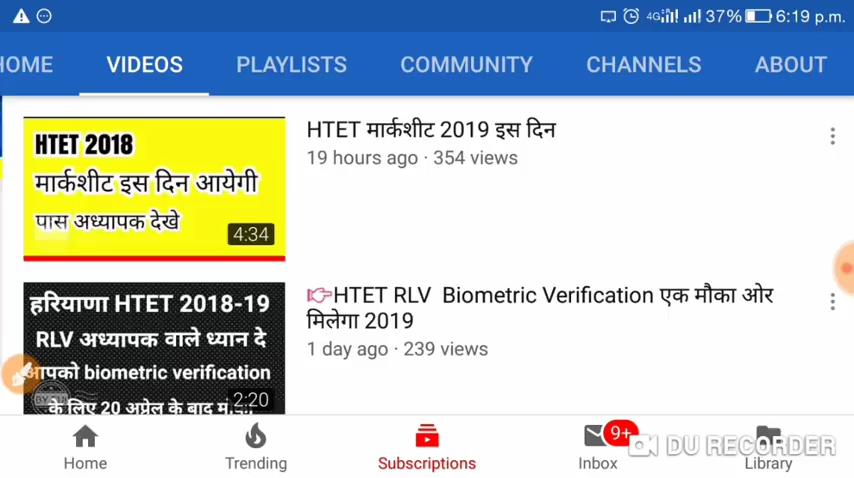 4G 37% 6:19 p.m.
HOME VIDEOS PLAYLISTS COMMUNITY CHANNELS ABOUT
HTET 2018
मार्कशीट इस दिन आयेगी
पास अध्यापक देखे
4:34
HTET मार्कशीट 2019 इस दिन
19 hours ago · 354 views
हरियाणा HTET 2018-19
RLV अध्यापक वाले ध्यान दे
आपको biometric verification
के लिए 20 अप्रेल के बाद
2:20
HTET RLV Biometric Verification एक मौका ओर
मिलेगा 2019
1 day ago · 239 views
Home Trending Subscriptions Inbox Library
9+
DU RECORDER